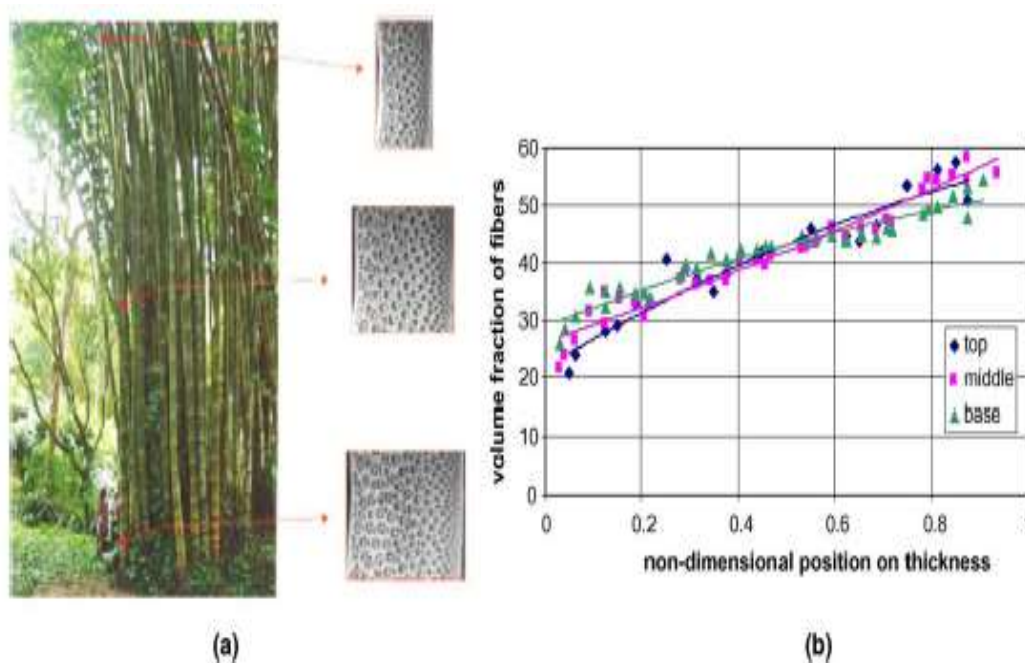 60
50
40
30
20
10
0
volume fraction of fibers
top
middle
base
0 0.2 0.4 0.6 0.8
non-dimensional position on thickness
(a) (b)